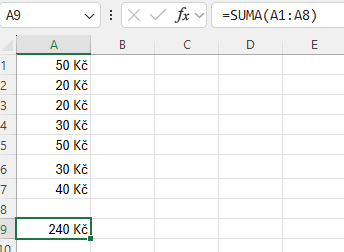 A9 fx =SUMA(A1:A8)
A B C D E
1 50 Kč
2 20 Kč
3 20 Kč
4 30 Kč
5 50 Kč
6 30 Kč
7 40 Kč
8
9 240 Kč
10